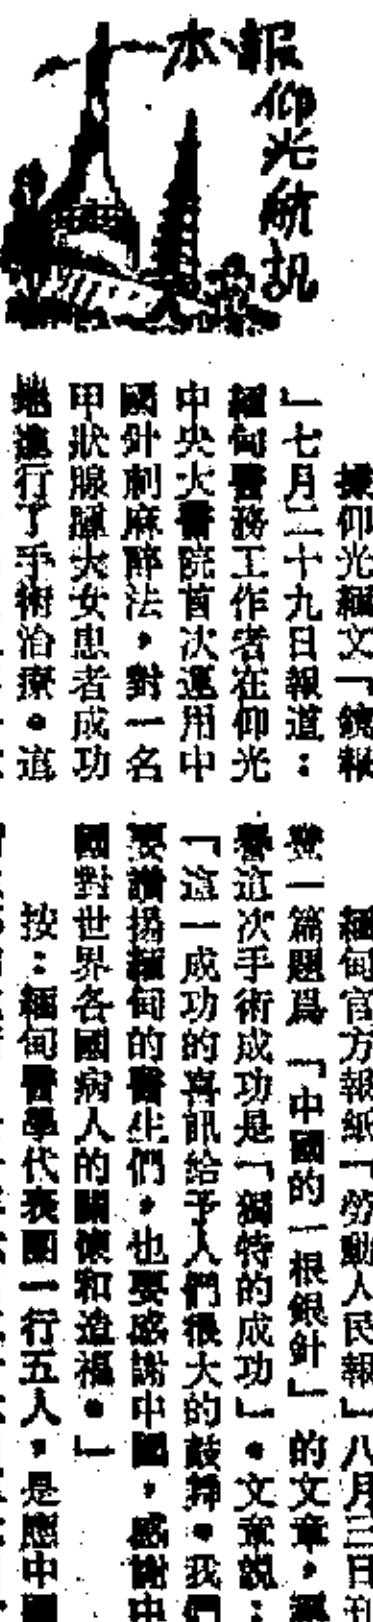 本報仰光航訊
據仰光緬文「鏡報
」七月二十九日報道：
緬甸醫務工作者在仰光
中央大醫院首次運用中
國針刺麻醉法，對一名
甲狀腺腫大女患者成功
地進行了手術治療。這
緬甸官方報紙「勞動人民報」八月三日刊
登一篇題爲「中國的一根銀針」的文章，
譽這次手術成功是「獨特的成功」。文章說：
「這一成功的喜訊給予人們很大的鼓舞。我們
要讚揚緬甸的醫生們，也要感謝中國，感謝中
國對世界各國病人的關懷和造福。」
按：緬甸醫學代表團一行五人，是應中國